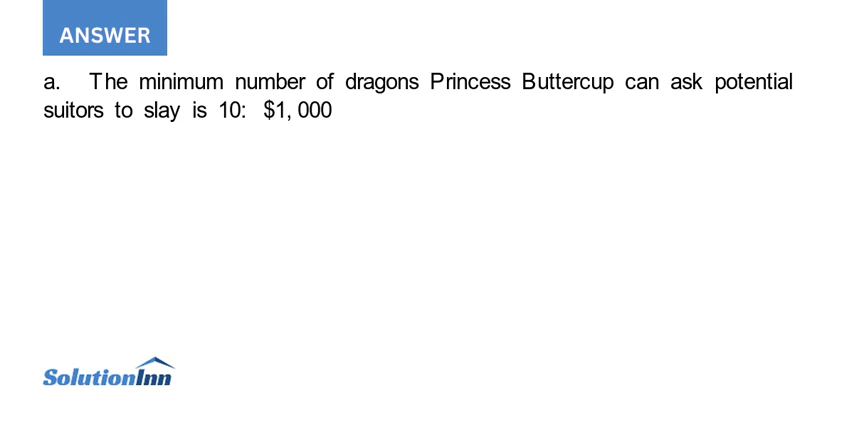 ANSWER
a. The minimum number of dragons Princess Buttercup can ask potential
suitors to slay is 10: $1, 000
SolutionInn